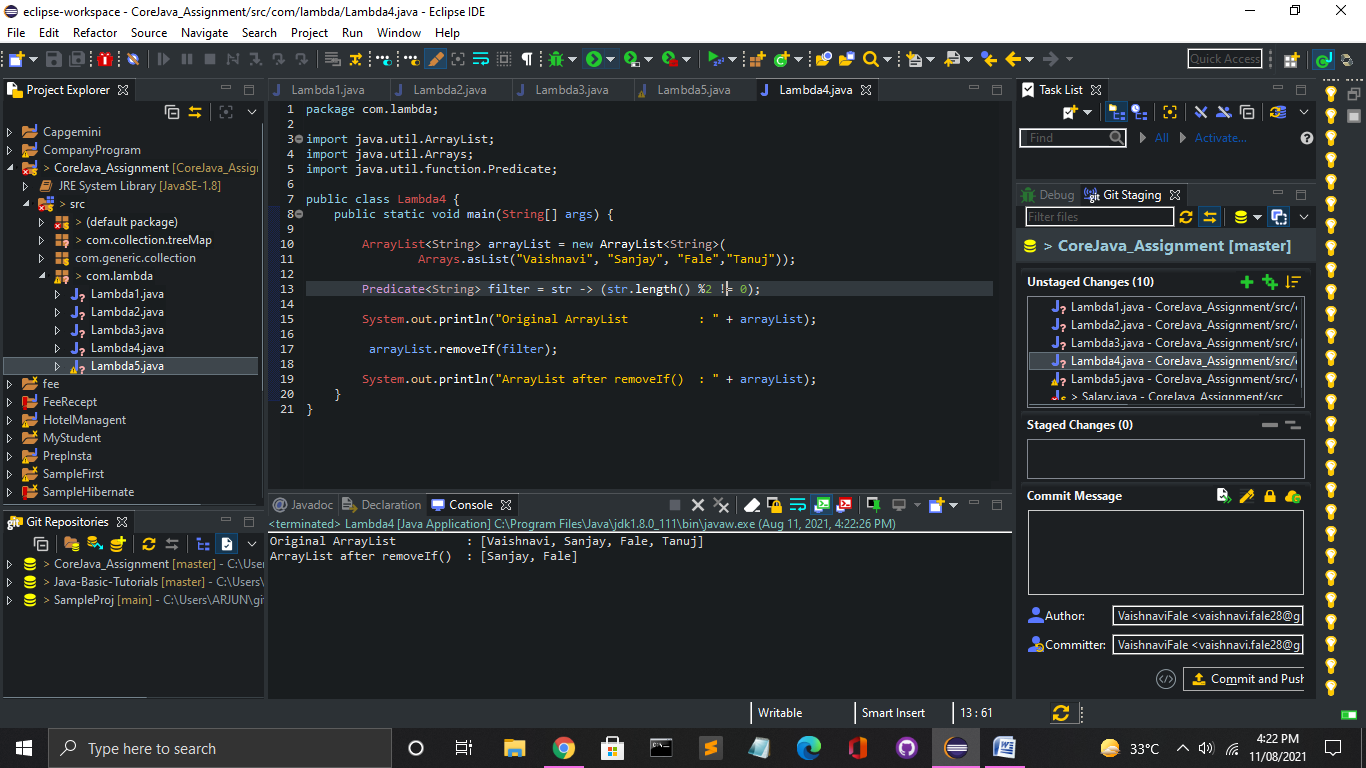 eclipse-workspace - CoreJava_Assignment/src/com/lambda/Lambda4.java - Eclipse IDE
File Edit Refactor Source Navigate Search Project Run Window Help
Quick Access
Project Explorer
Capgemini
CompanyProgram
> CoreJava_Assignment [CoreJava_Assig
JRE System Library [JavaSE-1.8]
> src
> (default package)
> com.collection.treeMap
com.generic.collection
> com.lambda
Lambda1.java
Lambda2.java
Lambda3.java
Lambda4.java
Lambda5.java
fee
FeeRecept
HotelManagent
MyStudent
PrepInsta
SampleFirst
SampleHibernate
Git Repositories
> CoreJava_Assignment [master] - C:\Use
> Java-Basic-Tutorials [master] - C:\Users\
> SampleProj [main] - C:\Users\ARJUN\gi
Lambda1.java Lambda2.java Lambda3.java Lambda5.java Lambda4.java
1 package com.lambda;
2
3 import java.util.ArrayList;
4 import java.util.Arrays;
5 import java.util.function.Predicate;
6
7 public class Lambda4 {
8 public static void main(String[] args) {
9
10 ArrayList<String> arrayList = new ArrayList<String>(
11 Arrays.asList("Vaishnavi", "Sanjay", "Fale","Tanuj"));
12
13 Predicate<String> filter = str -> (str.length() %2 != 0);
14
15 System.out.println("Original ArrayList : " + arrayList);
16
17 arrayList.removeIf(filter);
18
19 System.out.println("ArrayList after removeIf() : " + arrayList);
20 }
21 }
@ Javadoc Declaration Console
<terminated> Lambda4 [Java Application] C:\Program Files\Java\jdk1.8.0_111\bin\javaw.exe (Aug 11, 2021, 4:22:26 PM)
Original ArrayList : [Vaishnavi, Sanjay, Fale, Tanuj]
ArrayList after removeIf() : [Sanjay, Fale]
Task List
Find All Activate...
Debug Git Staging
Filter files
> CoreJava_Assignment [master]
Unstaged Changes (10)
Lambda1.java - CoreJava_Assignment/src/
Lambda2.java - CoreJava_Assignment/src/
Lambda3.java - CoreJava_Assignment/src/
Lambda4.java - CoreJava_Assignment/src/
Lambda5.java - CoreJava_Assignment/src/
> Salary.java - CoreJava_Assignment/src
Staged Changes (0)
Commit Message
Author: VaishnaviFale <vaishnavi.fale28@g
Committer: VaishnaviFale <vaishnavi.fale28@g
Commit and Push
Writable Smart Insert 13 : 61
Type here to search
33°C
4:22 PM
11/08/2021